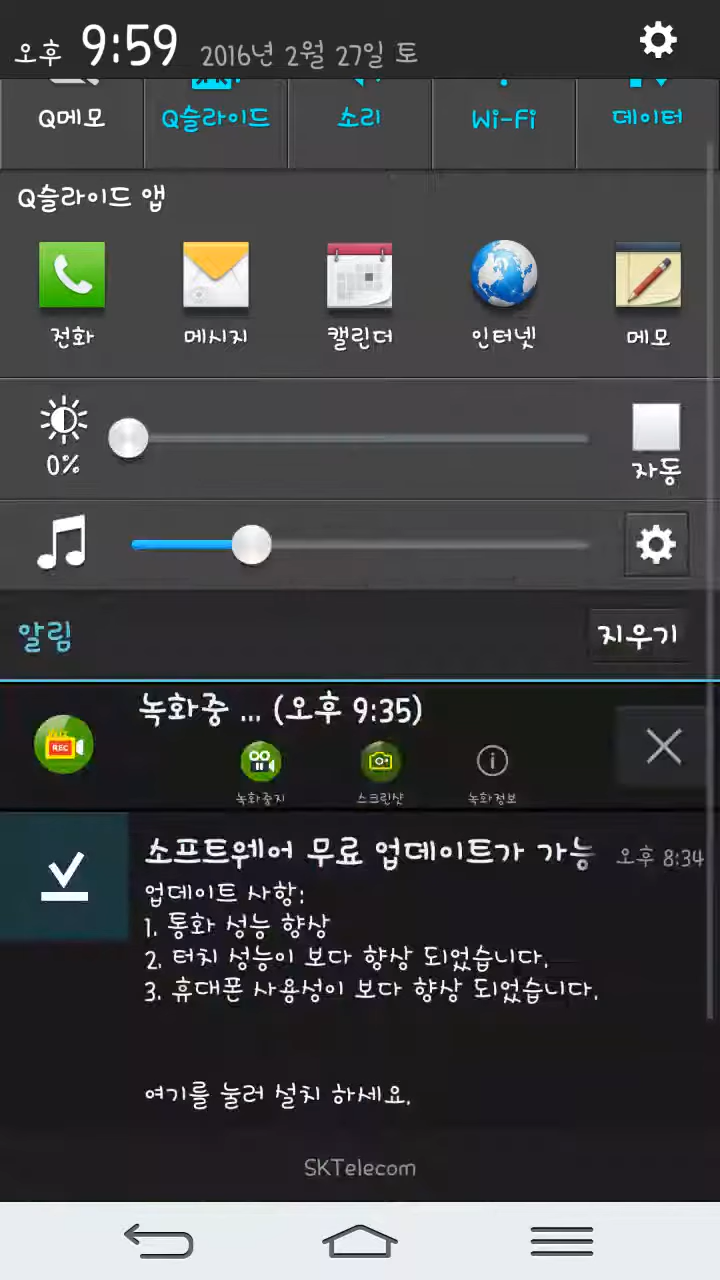 오후 9:59 2016년 2월 27일 토
Q메모 Q슬라이드 소리 Wi-Fi 데이터
Q슬라이드 앱
전화 메시지 캘린더 인터넷 메모
0% 자동
알림 지우기
녹화중 ... (오후 9:35)
REC
녹화중지 스크린샷 녹화정보
소프트웨어 무료 업데이트가 가능 오후 8:34
업데이트 사항:
1. 통화 성능 향상
2. 터치 성능이 보다 향상 되었습니다.
3. 휴대폰 사용성이 보다 향상 되었습니다.
여기를 눌러 설치 하세요.
SKTelecom